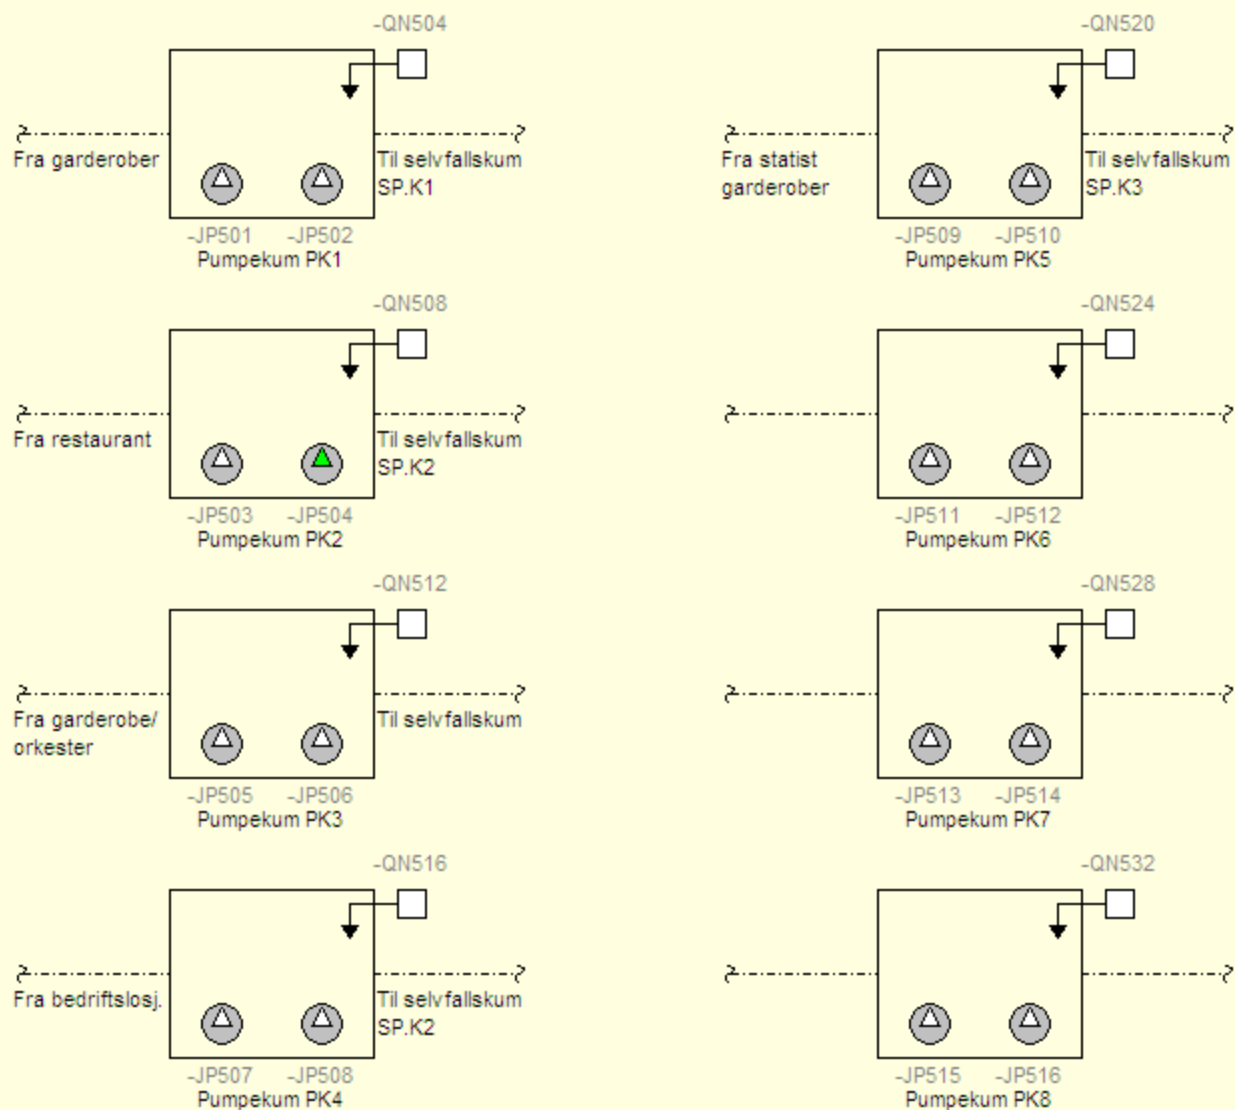 -QN504
Fra garderober
Til selvfallskum
SP.K1
-JP501 -JP502
Pumpekum PK1
-QN508
Fra restaurant
Til selvfallskum
SP.K2
-JP503 -JP504
Pumpekum PK2
-QN512
Fra garderobe/
orkester
Til selvfallskum
-JP505 -JP506
Pumpekum PK3
-QN516
Fra bedriftslosj.
Til selvfallskum
SP.K2
-JP507 -JP508
Pumpekum PK4
-QN520
Fra statist
garderober
Til selvfallskum
SP.K3
-JP509 -JP510
Pumpekum PK5
-QN524
-JP511 -JP512
Pumpekum PK6
-QN528
-JP513 -JP514
Pumpekum PK7
-QN532
-JP515 -JP516
Pumpekum PK8